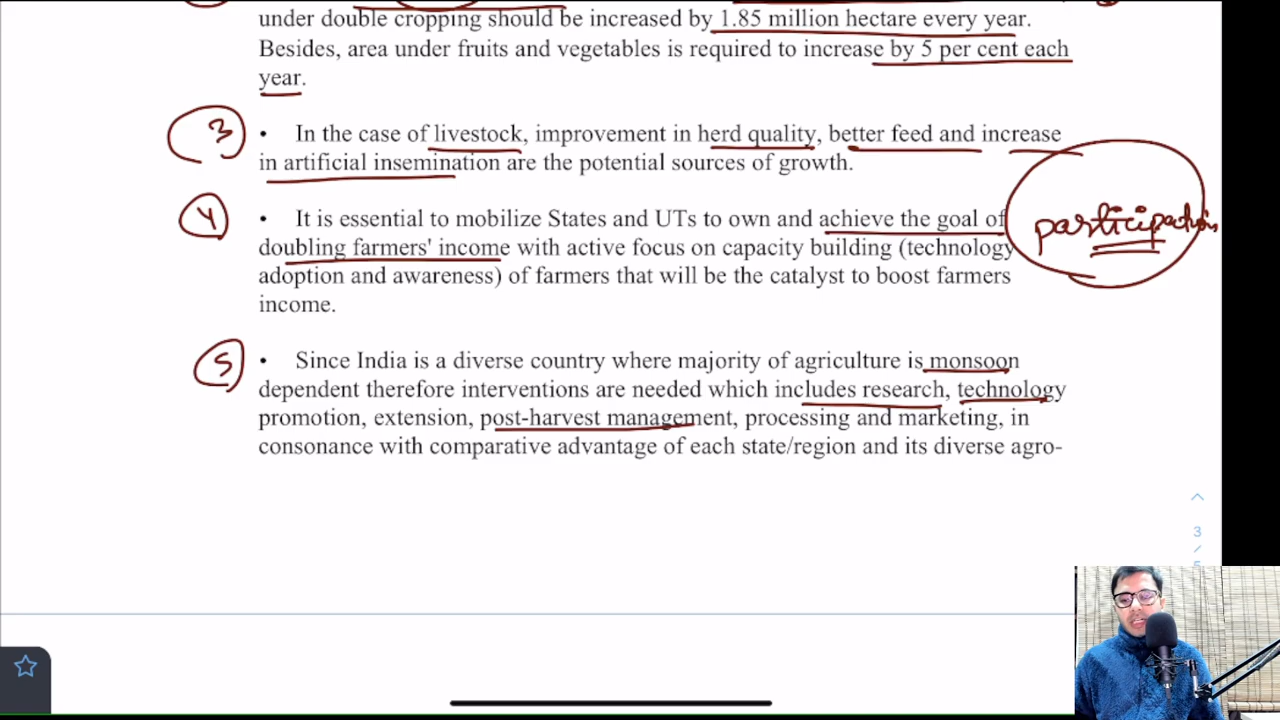 under double cropping should be increased by 1.85 million hectare every year.
Besides, area under fruits and vegetables is required to increase by 5 per cent each
year.
3
• In the case of livestock, improvement in herd quality, better feed and increase
in artificial insemination are the potential sources of growth.
4
• It is essential to mobilize States and UTs to own and achieve the goal of
doubling farmers' income with active focus on capacity building (technology
adoption and awareness) of farmers that will be the catalyst to boost farmers
income.
5
• Since India is a diverse country where majority of agriculture is monsoon
dependent therefore interventions are needed which includes research, technology
promotion, extension, post-harvest management, processing and marketing, in
consonance with comparative advantage of each state/region and its diverse agro-
3
/